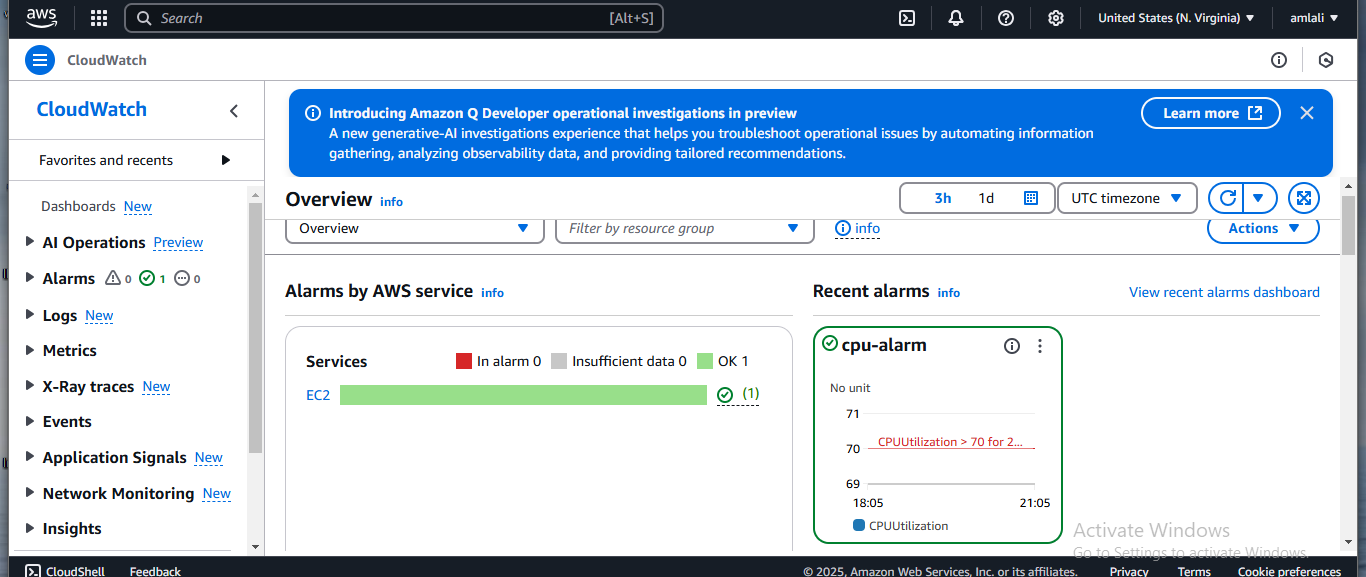 aws
Search [Alt+S]
United States (N. Virginia)
amlali
CloudWatch
CloudWatch
Favorites and recents
Dashboards New
AI Operations Preview
Alarms 0 1 0
Logs New
Metrics
X-Ray traces New
Events
Application Signals New
Network Monitoring New
Insights
Introducing Amazon Q Developer operational investigations in preview
A new generative-AI investigations experience that helps you troubleshoot operational issues by automating information
gathering, analyzing observability data, and providing tailored recommendations.
Learn more
Overview info
3h 1d
UTC timezone
Overview
Filter by resource group
info
Actions
Alarms by AWS service info
Services
In alarm 0 Insufficient data 0 OK 1
EC2 (1)
Recent alarms info
View recent alarms dashboard
cpu-alarm
No unit
71
CPUUtilization > 70 for 2...
70
69
18:05 21:05
CPUUtilization
Activate Windows
Go to Settings to activate Windows.
CloudShell Feedback
© 2025, Amazon Web Services, Inc. or its affiliates. Privacy Terms Cookie preferences